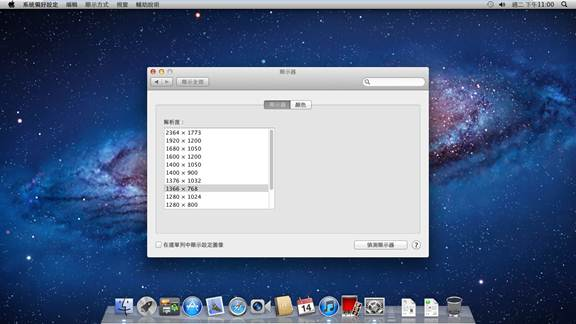 系統偏好設定 編輯 顯示方式 視窗 輔助說明 週二 下午11:00
顯示器
顯示全部
顯示器 顏色
解析度：
2364 × 1773
1920 × 1200
1680 × 1050
1600 × 1200
1400 × 1050
1400 × 900
1376 × 1032
1366 × 768
1280 × 1024
1280 × 800
在選單列中顯示設定圖像 偵測顯示器 ?
14